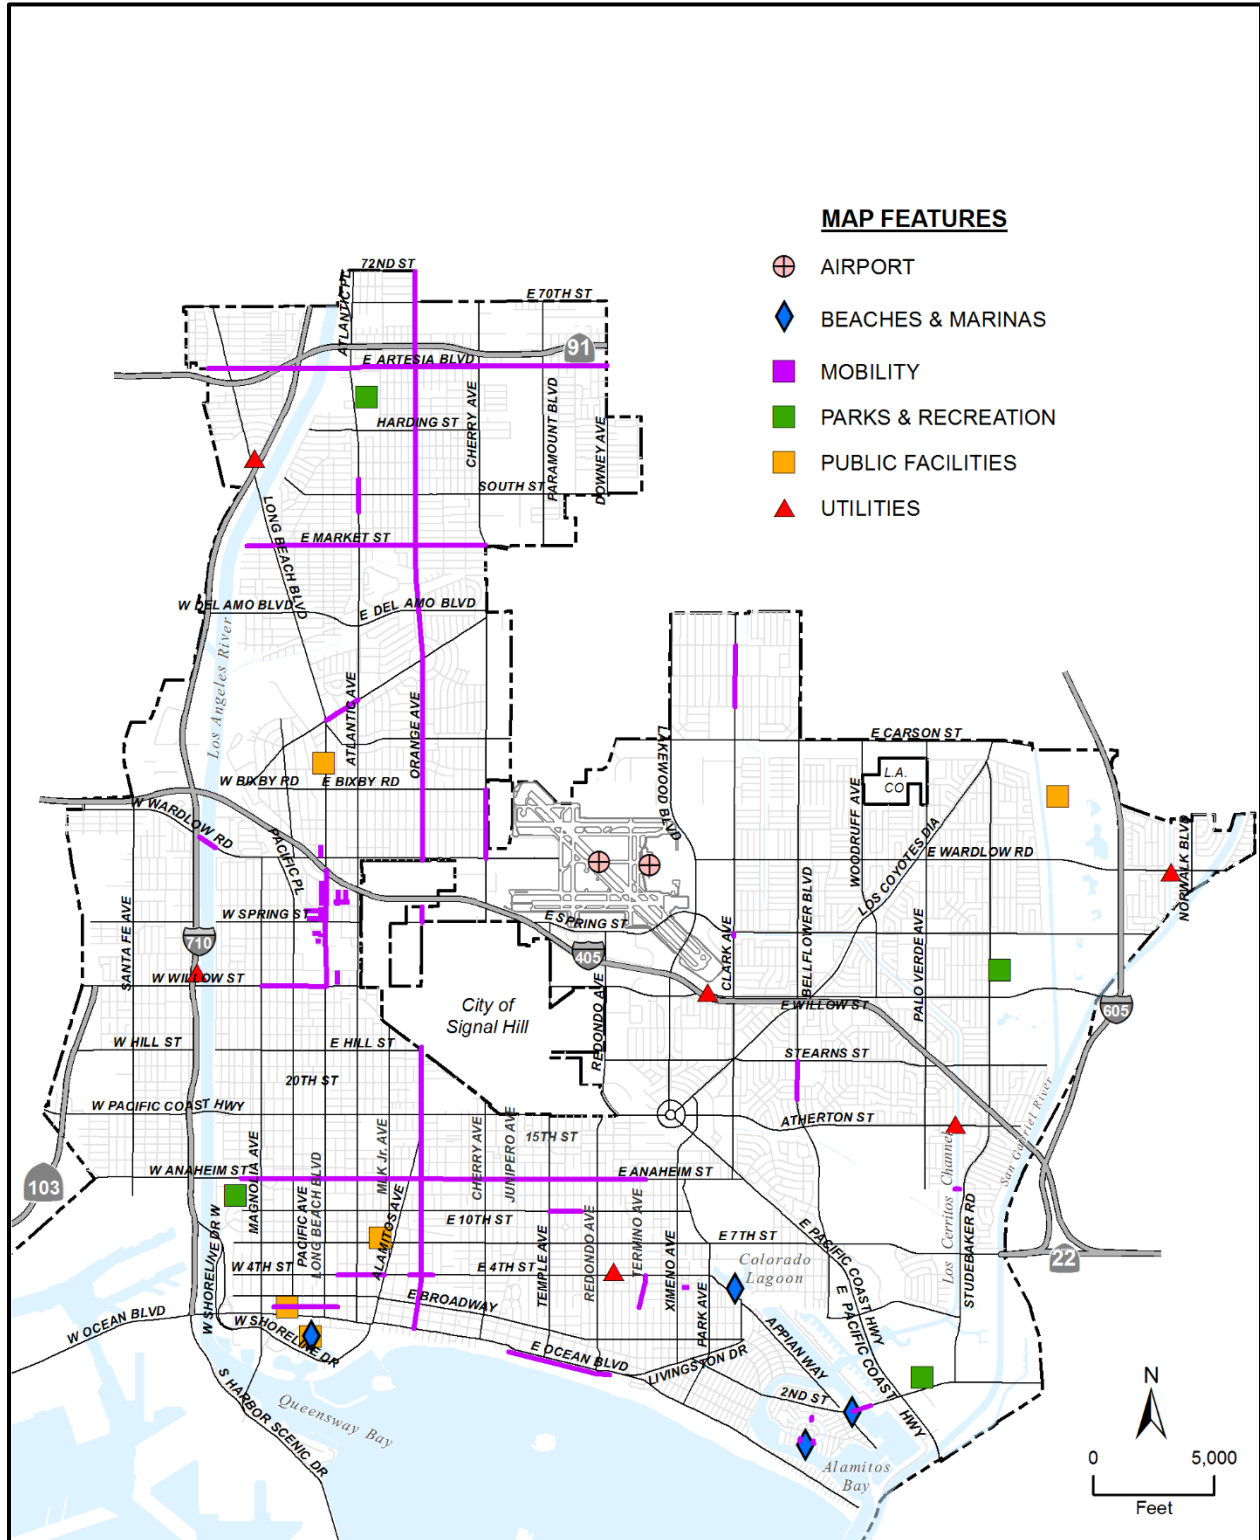 MAP FEATURES
AIRPORT
BEACHES & MARINAS
MOBILITY
PARKS & RECREATION
PUBLIC FACILITIES
UTILITIES
72ND ST
ATLANTIC PL
E 70TH ST
91
E ARTESIA BLVD
CHERRY AVE
PARAMOUNT BLVD
DOWNEY AVE
HARDING ST
SOUTH ST
LONG BEACH BLVD
E MARKET ST
W DEL AMO BLVD
E DEL AMO BLVD
Los Angeles River
ATLANTIC AVE
ORANGE AVE
LAKEWOOD BLVD
E CARSON ST
W BIXBY RD
E BIXBY RD
L.A.
CO
WOODRUFF AVE
LOS COYOTES DIA
W WARDLOW RD
PACIFIC PL
E WARDLOW RD
NORWALK BLVD
SANTA FE AVE
W SPRING ST
E SPRING ST
710
405
CLARK AVE
BELLFLOWER BLVD
PALO VERDE AVE
W WILLOW ST
E WILLOW ST
605
City of
Signal Hill
REDONDO AVE
W HILL ST
E HILL ST
STEARNS ST
20TH ST
W PACIFIC COAST HWY
ATHERTON ST
San Gabriel River
15TH ST
MAGNOLIA AVE
MLK Jr. AVE
CHERRY AVE
JUNIPERO AVE
W ANAHEIM ST
E ANAHEIM ST
103
PACIFIC AVE
LONG BEACH BLVD
ALAMITOS AVE
E 10TH ST
TEMPLE AVE
REDONDO AVE
TERMINO AVE
XIMENO AVE
E 7TH ST
E PACIFIC COAST HWY
Los Cerritos Channel
STUDEBAKER RD
22
W SHORELINE DR W
W 4TH ST
E 4TH ST
Colorado
Lagoon
PARK AVE
E BROADWAY
W OCEAN BLVD
W SHORELINE DR
E OCEAN BLVD
LIVINGSTON DR
APPIAN WAY
E PACIFIC COAST HWY
2ND ST
S HARBOR SCENIC DR
Queensway Bay
Alamitos
Bay
N
0 5,000
Feet